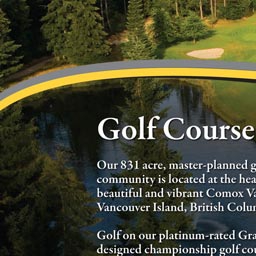 Golf Course
Our 831 acre, master-planned g
community is located at the hea
beautiful and vibrant Comox Va
Vancouver Island, British Colum
Golf on our platinum-rated Gra
designed championship golf cou